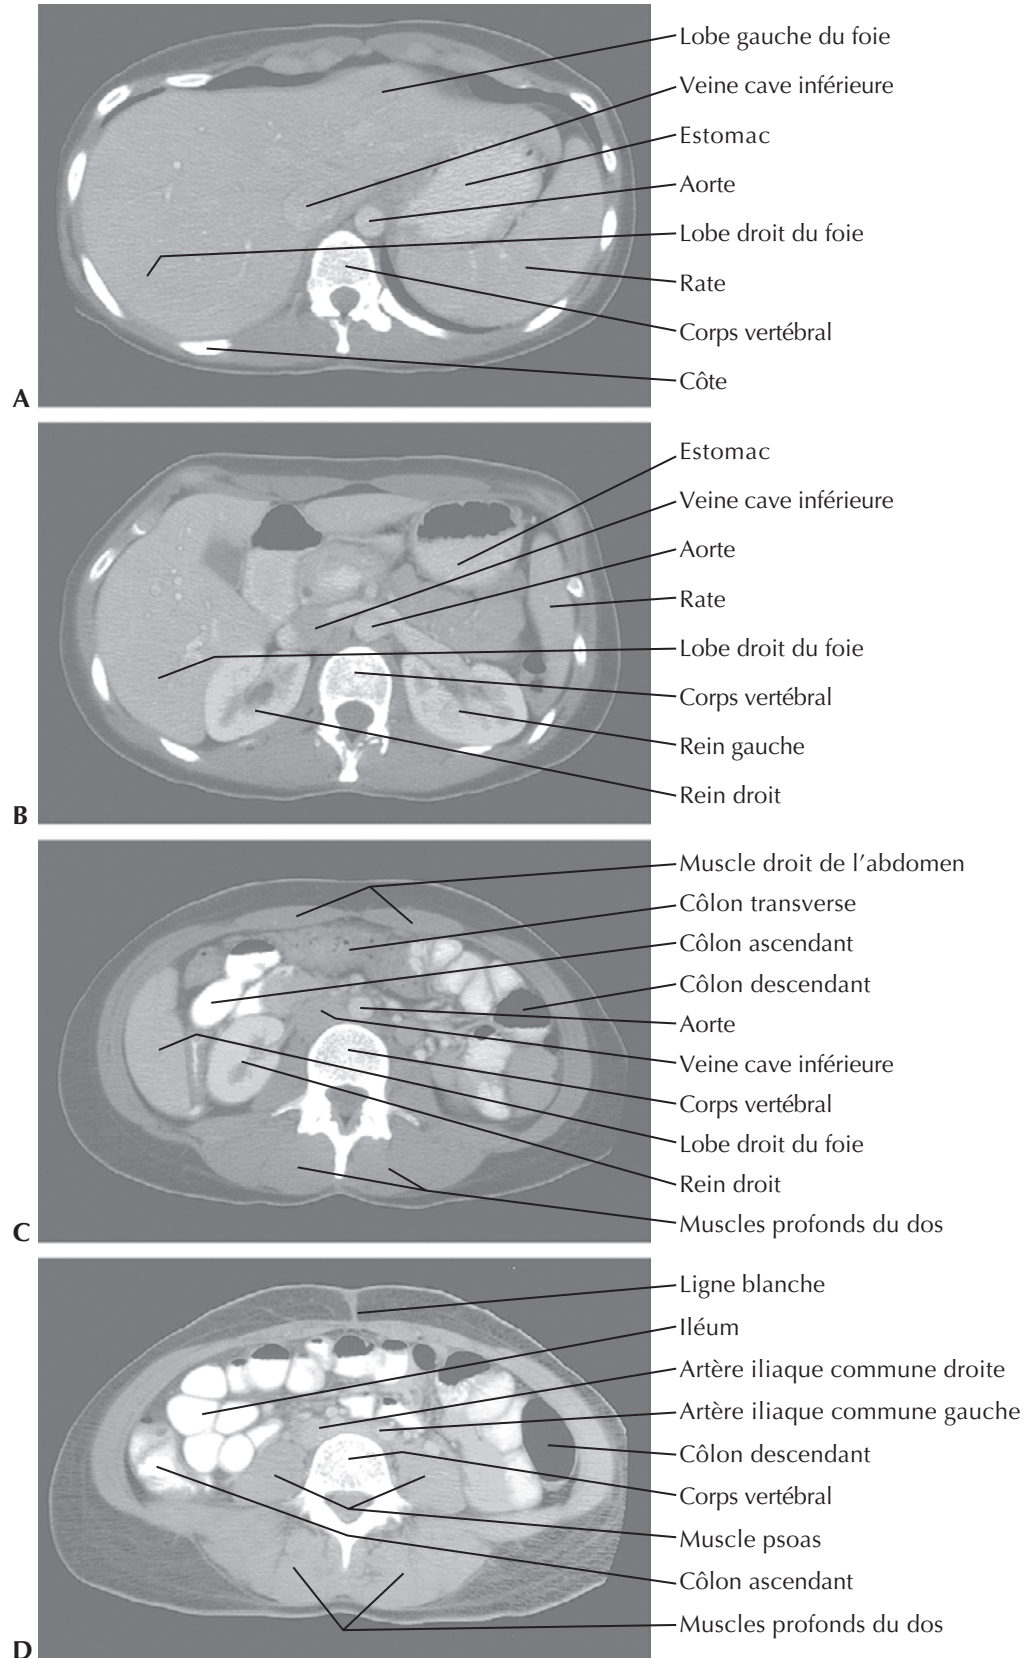 Lobe gauche du foie
Veine cave inférieure
Estomac
Aorte
Lobe droit du foie
Rate
Corps vertébral
Côte
A
Estomac
Veine cave inférieure
Aorte
Rate
Lobe droit du foie
Corps vertébral
Rein gauche
Rein droit
B
Muscle droit de l’abdomen
Côlon transverse
Côlon ascendant
Côlon descendant
Aorte
Veine cave inférieure
Corps vertébral
Lobe droit du foie
Rein droit
Muscles profonds du dos
C
Ligne blanche
Iléum
Artère iliaque commune droite
Artère iliaque commune gauche
Côlon descendant
Corps vertébral
Muscle psoas
Côlon ascendant
Muscles profonds du dos
D